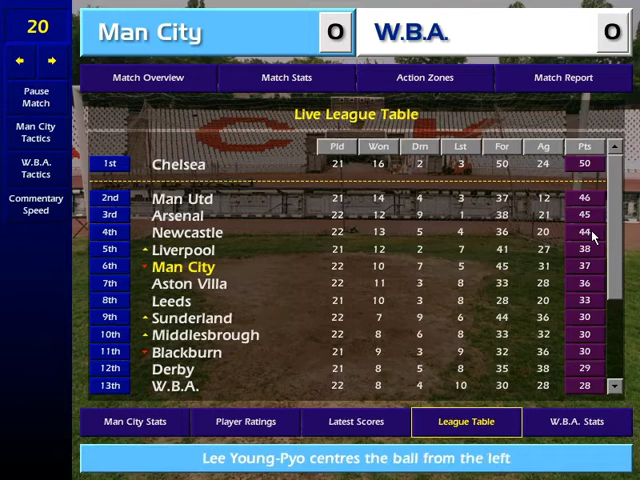 20
Man City 0 W.B.A. 0
Match Overview Match Stats Action Zones Match Report
Pause Match
Man City Tactics
W.B.A. Tactics
Commentary Speed
Live League Table
Pld Won Drn Lst For Ag Pts
1st Chelsea 21 16 2 3 50 24 50
2nd Man Utd 21 14 4 3 37 12 46
3rd Arsenal 22 12 9 1 38 21 45
4th Newcastle 22 13 5 4 36 20 44
5th Liverpool 21 12 2 7 41 27 38
6th Man City 22 10 7 5 45 31 37
7th Aston Villa 22 11 3 8 33 28 36
8th Leeds 21 10 3 8 28 20 33
9th Sunderland 22 7 9 6 44 36 30
10th Middlesbrough 22 8 6 8 33 32 30
11th Blackburn 21 9 3 9 32 36 30
12th Derby 21 8 5 8 35 38 29
13th W.B.A. 22 8 4 10 30 28 28
Man City Stats Player Ratings Latest Scores League Table W.B.A. Stats
Lee Young-Pyo centres the ball from the left